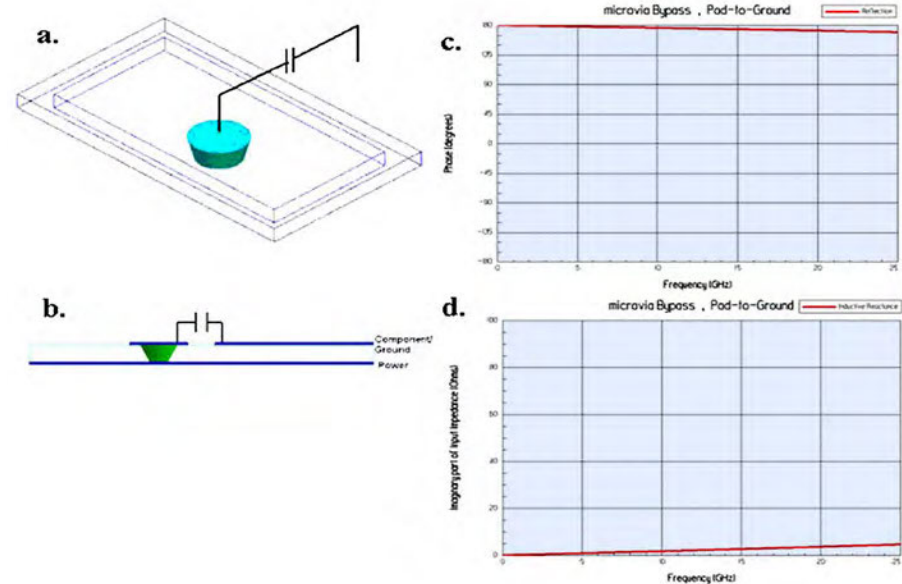 a.
b.
Component/
Ground
Power
c.
microvia Bypass , Pad-to-Ground
Reflection
180
135
90
45
0
-45
-90
-135
-180
Phase (degrees)
0
5
10
15
20
25
Frequency (GHz)
d.
microvia Bypass , Pad-to-Ground
Inductive Reactance
100
80
60
40
20
0
Imaginary part of Input Impedance (Ohms)
0
5
10
15
20
25
Frequency (GHz)